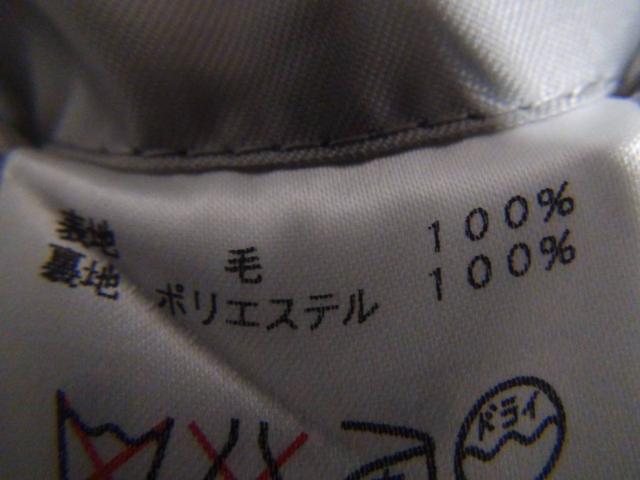 表地 毛 100%
裏地 ポリエステル 100%
ドライ